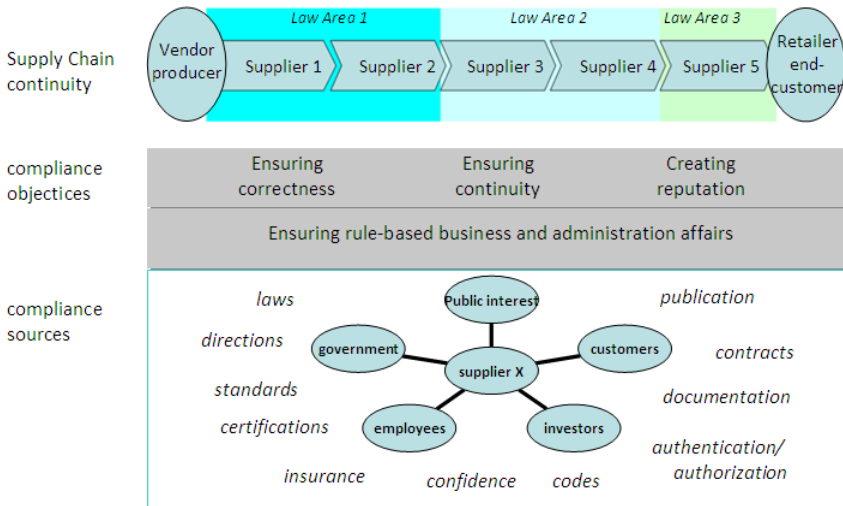 Law Area 1
Law Area 2
Law Area 3
Supply Chain
continuity
Vendor
producer
Supplier 1
Supplier 2
Supplier 3
Supplier 4
Supplier 5
Retailer
end-
customer
compliance
objectices
Ensuring
correctness
Ensuring
continuity
Creating
reputation
Ensuring rule-based business and administration affairs
compliance
sources
laws
Public interest
publication
directions
government
customers
contracts
supplier X
standards
documentation
certifications
employees
investors
authentication/
authorization
insurance
confidence
codes